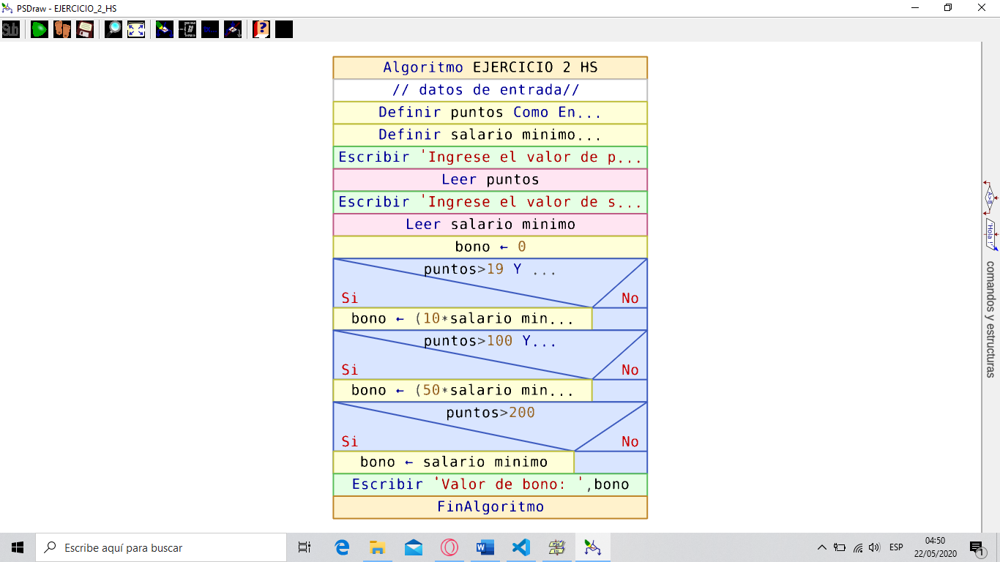 PSDraw - EJERCICIO_2_HS
Sub
Algoritmo EJERCICIO 2 HS
// datos de entrada//
Definir puntos Como En...
Definir salario minimo...
Escribir 'Ingrese el valor de p...
Leer puntos
Escribir 'Ingrese el valor de s...
Leer salario minimo
bono ← 0
puntos>19 Y ...
Si No
bono ← (10*salario min...
puntos>100 Y...
Si No
bono ← (50*salario min...
puntos>200
Si No
bono ← salario minimo
Escribir 'Valor de bono: ',bono
FinAlgoritmo
A>B
'Hola !'
comandos y estructuras
Escribe aquí para buscar
ESP
04:50
22/05/2020
1